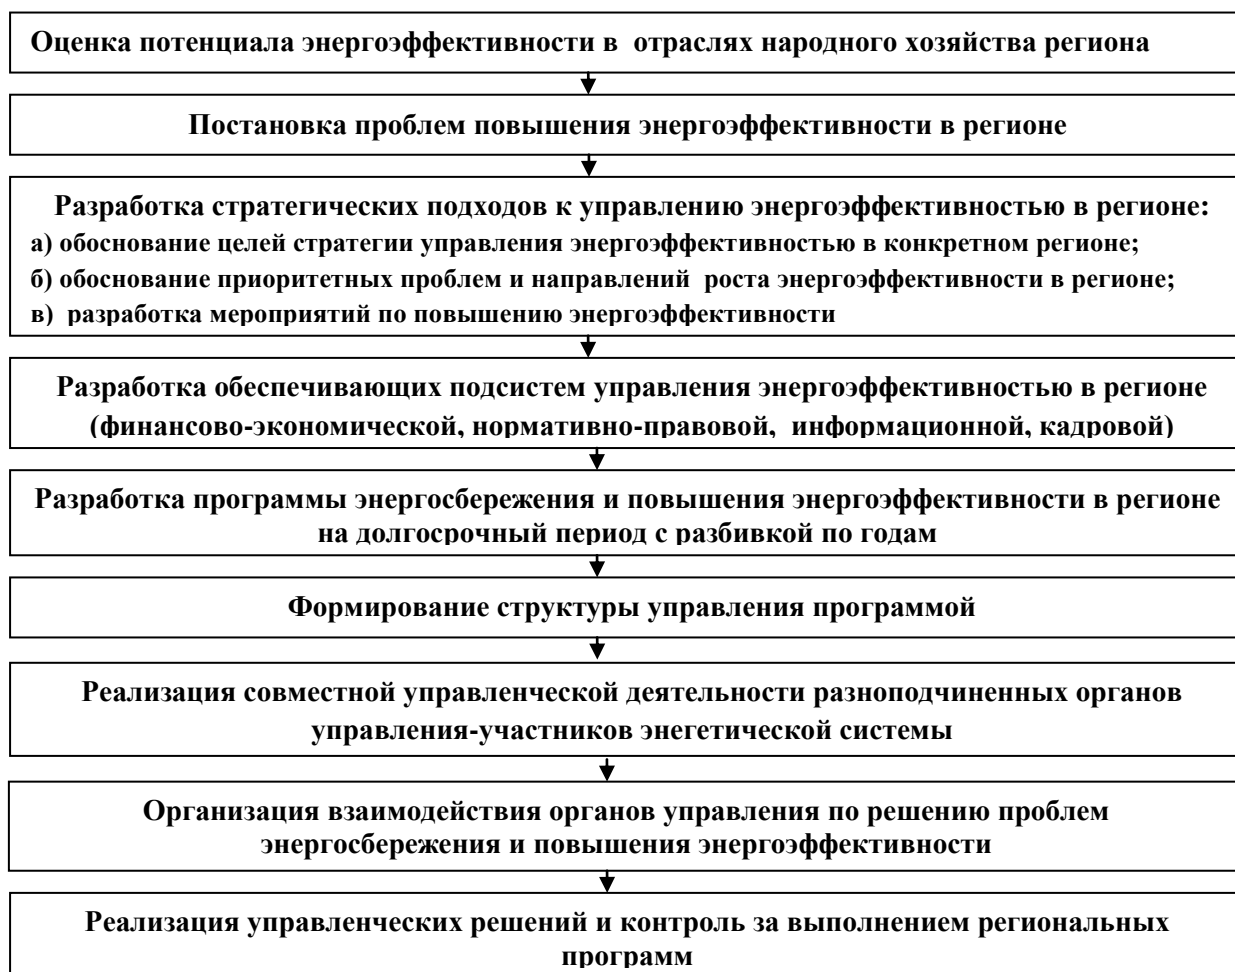 Оценка потенциала энергоэффективности в отраслях народного хозяйства региона
Постановка проблем повышения энергоэффективности в регионе
Разработка стратегических подходов к управлению энергоэффективностью в регионе:
а) обоснование целей стратегии управления энергоэффективностью в конкретном регионе;
б) обоснование приоритетных проблем и направлений роста энергоэффективности в регионе;
в) разработка мероприятий по повышению энергоэффективности
Разработка обеспечивающих подсистем управления энергоэффективностью в регионе
(финансово-экономической, нормативно-правовой, информационной, кадровой)
Разработка программы энергосбережения и повышения энергоэффективности в регионе
на долгосрочный период с разбивкой по годам
Формирование структуры управления программой
Реализация совместной управленческой деятельности разноподчиненных органов
управления-участников энегетической системы
Организация взаимодействия органов управления по решению проблем
энергосбережения и повышения энергоэффективности
Реализация управленческих решений и контроль за выполнением региональных
программ